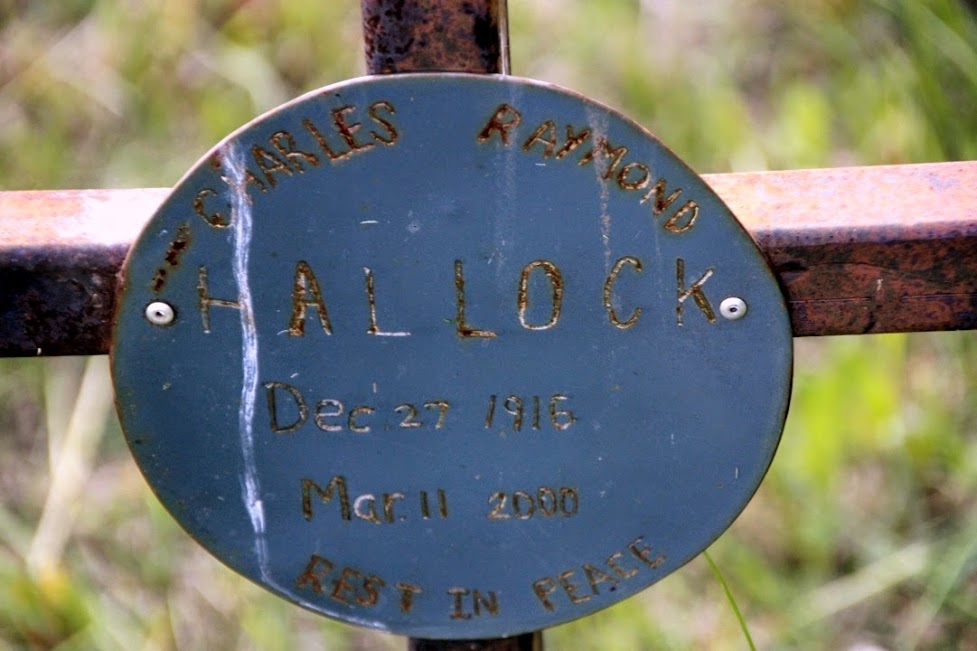 CHARLES RAYMOND
HALLOCK
Dec. 27 1916
Mar. 11 2000
REST IN PEACE